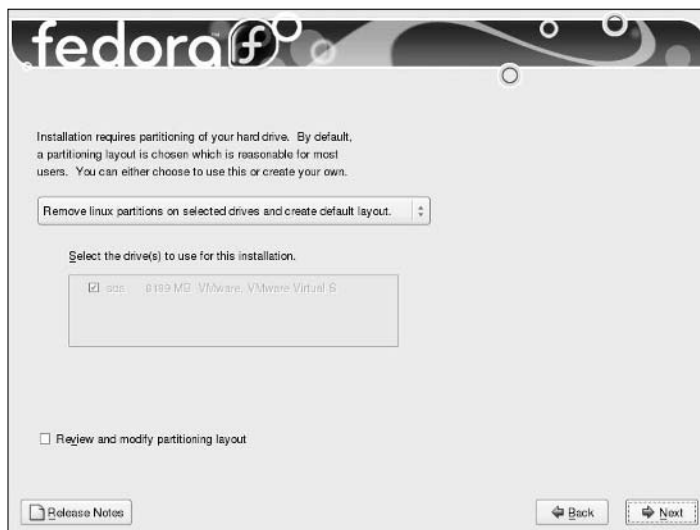 fedora f
Installation requires partitioning of your hard drive. By default,
a partitioning layout is chosen which is reasonable for most
users. You can either choose to use this or create your own.
Remove linux partitions on selected drives and create default layout.
Select the drive(s) to use for this installation.
sda 8189 MB VMware, VMware Virtual S
Review and modify partitioning layout
Release Notes
Back
Next